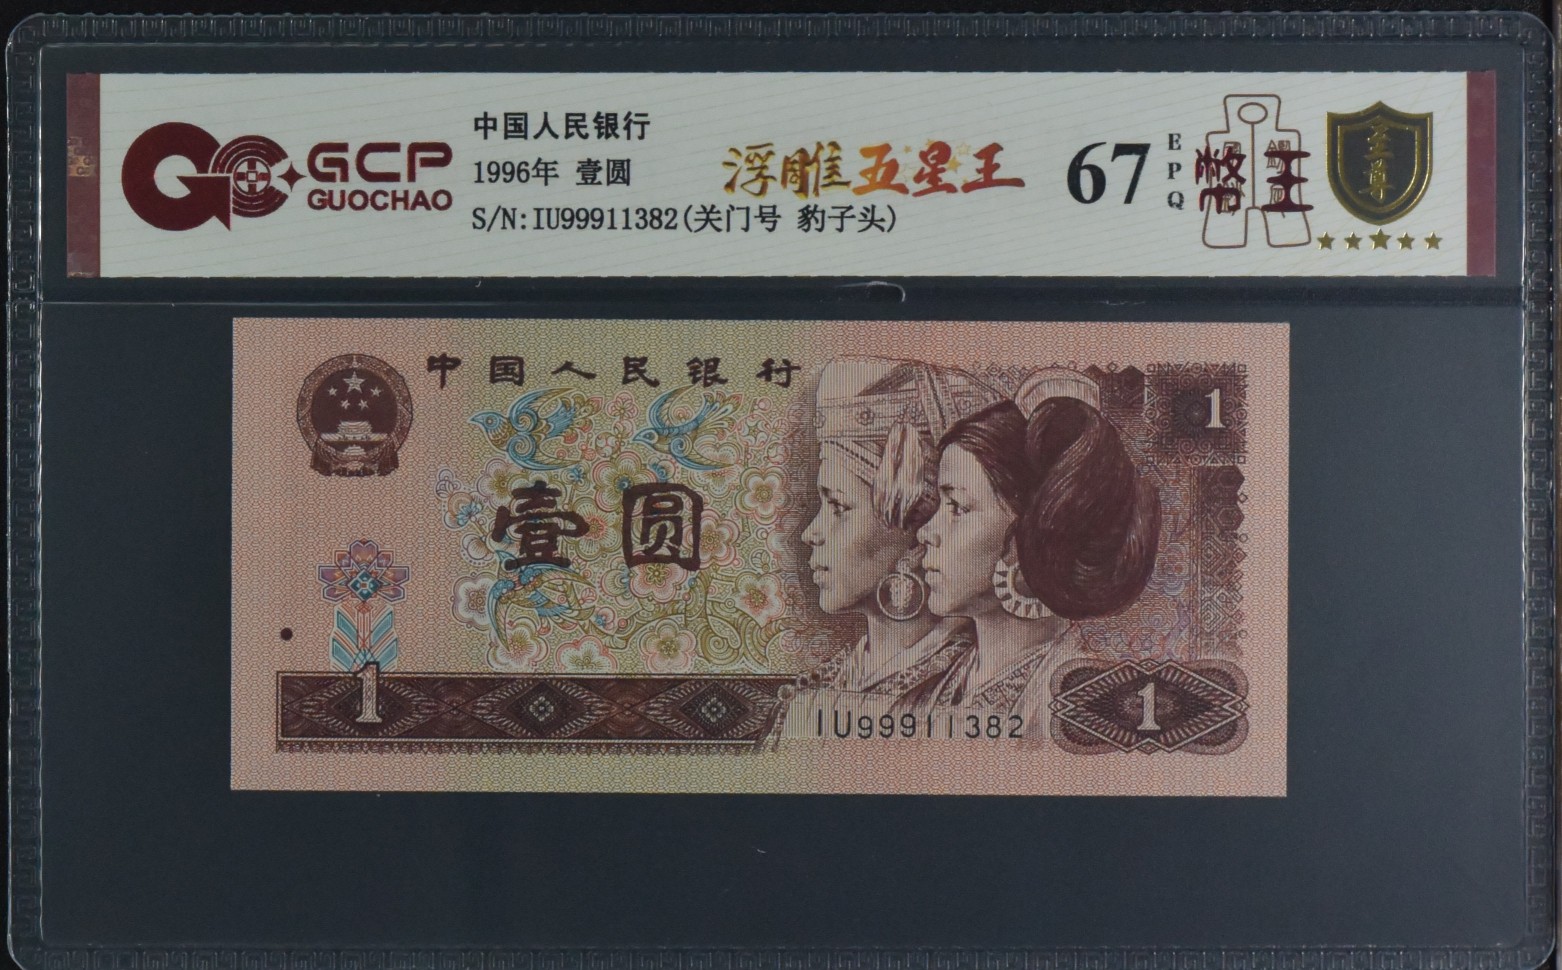 GCP
GUOCHAO
中国人民银行
1996年 壹圆
S/N:IU99911382(关门号 豹子头)
浮雕五星王
67
EPQ
至尊
中国人民银行
1
壹圆
1
IU99911382
1